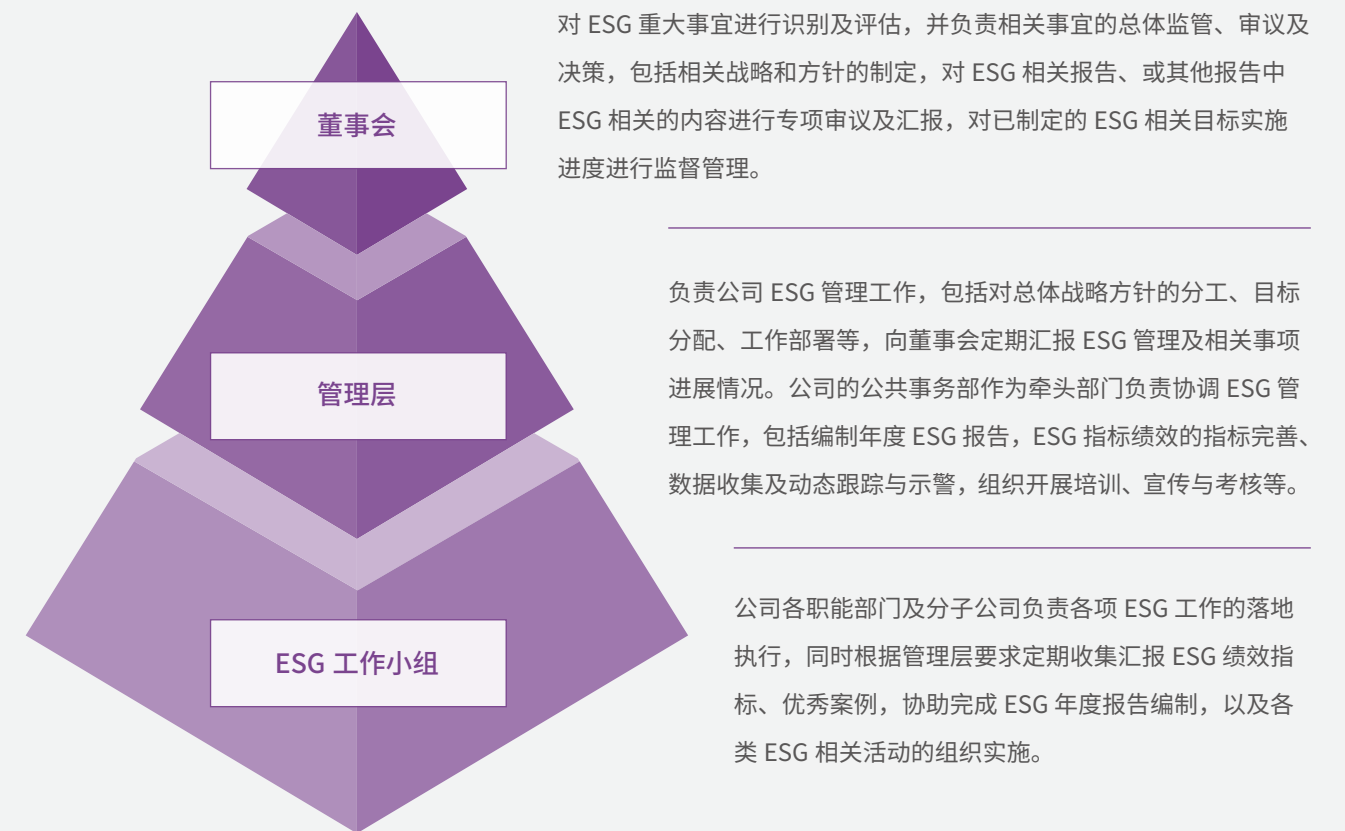 董事会
对 ESG 重大事宜进行识别及评估，并负责相关事宜的总体监管、审议及
决策，包括相关战略和方针的制定，对 ESG 相关报告、或其他报告中
ESG 相关的内容进行专项审议及汇报，对已制定的 ESG 相关目标实施
进度进行监督管理。
管理层
负责公司 ESG 管理工作，包括对总体战略方针的分工、目标
分配、工作部署等，向董事会定期汇报 ESG 管理及相关事项
进展情况。公司的公共事务部作为牵头部门负责协调 ESG 管
理工作，包括编制年度 ESG 报告，ESG 指标绩效的指标完善、
数据收集及动态跟踪与示警，组织开展培训、宣传与考核等。
ESG 工作小组
公司各职能部门及分子公司负责各项 ESG 工作的落地
执行，同时根据管理层要求定期收集汇报 ESG 绩效指
标、优秀案例，协助完成 ESG 年度报告编制，以及各
类 ESG 相关活动的组织实施。